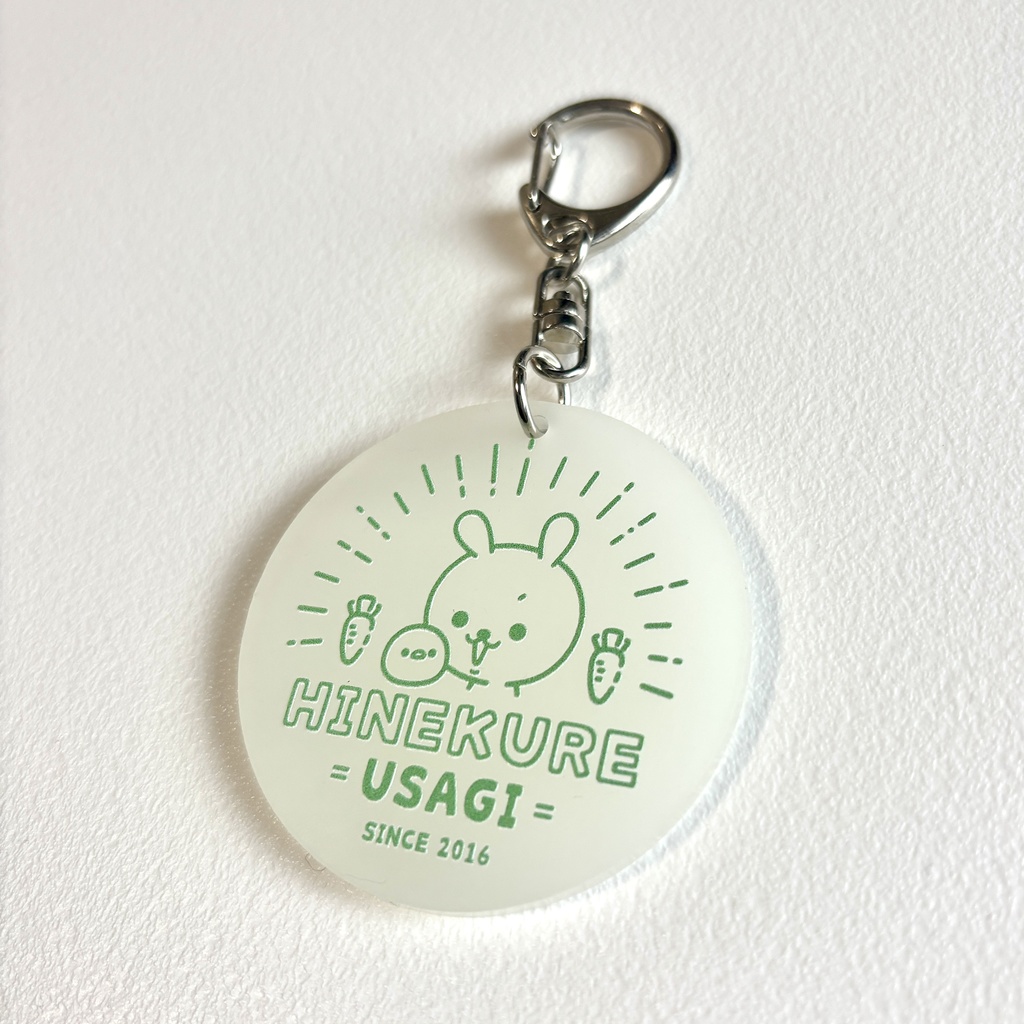 HINEKURE
= USAGI =
SINCE 2016